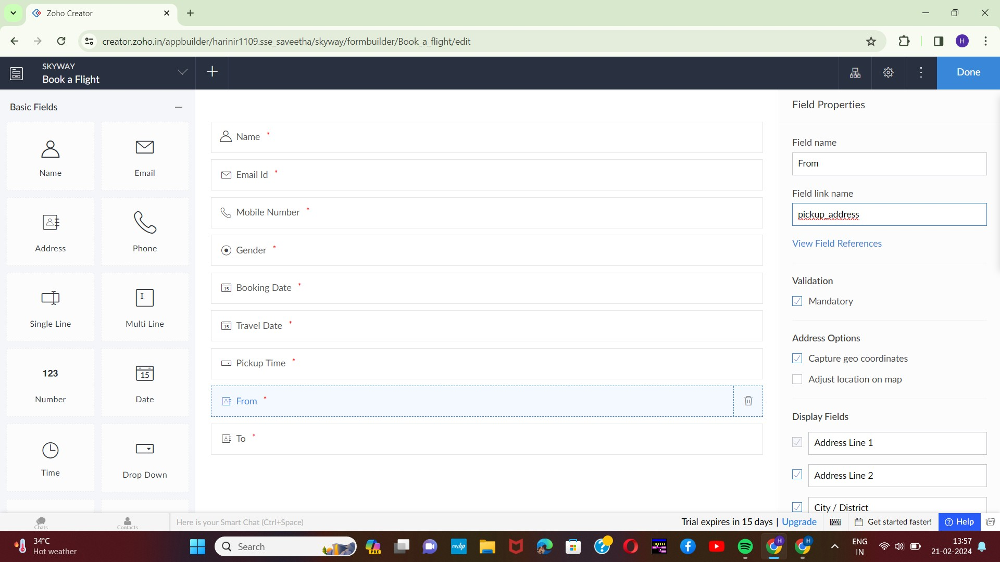 Zoho Creator
creator.zoho.in/appbuilder/harinir1109.sse_saveetha/skyway/formbuilder/Book_a_flight/edit
H
SKYWAY
Book a Flight
Done
Basic Fields
Name
Email
Address
Phone
Single Line
Multi Line
123
Number
15
Date
Time
Drop Down
Name *
Email Id *
Mobile Number *
Gender *
15 Booking Date *
15 Travel Date *
Pickup Time *
From *
To *
Field Properties
Field name
From
Field link name
pickup_address
View Field References
Validation
Mandatory
Address Options
Capture geo coordinates
Adjust location on map
Display Fields
Address Line 1
Address Line 2
City / District
Chats
Contacts
Here is your Smart Chat (Ctrl+Space)
Trial expires in 15 days | Upgrade
Get started faster!
Help
34°C
Hot weather
Search
PRE
myhp
DATA
H
H
ENG
IN
13:57
21-02-2024